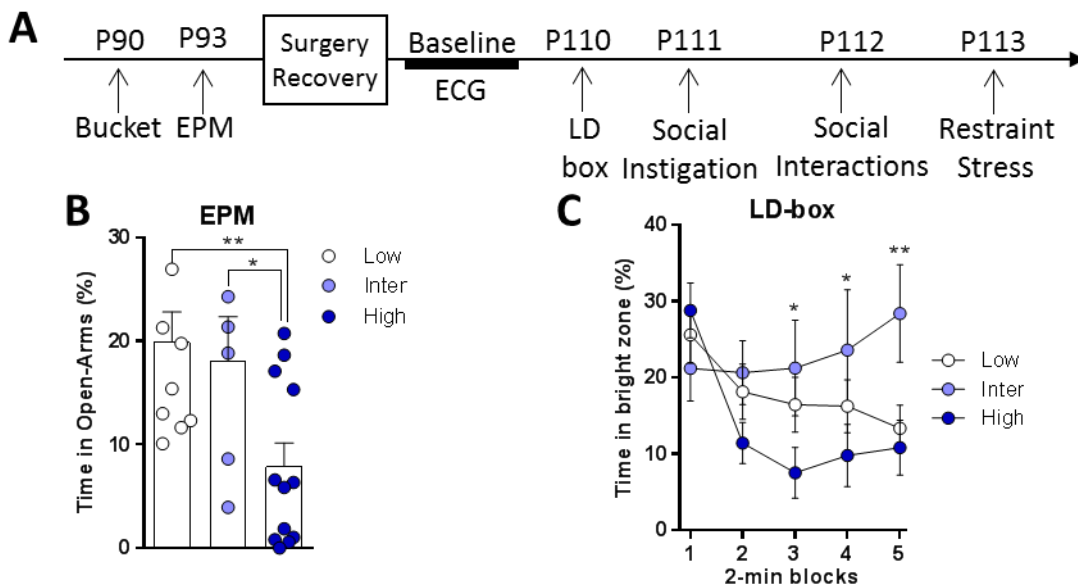 A
P90
P93
Surgery
Recovery
Baseline
ECG
P110
P111
P112
P113
Bucket
EPM
LD
box
Social
Instigation
Social
Interactions
Restraint
Stress
B
EPM
**
*
30
20
10
0
Time in Open-Arms (%)
Low
Inter
High
C
LD-box
40
30
20
10
0
Time in bright zone (%)
*
*
**
1 2 3 4 5
2-min blocks
Low
Inter
High